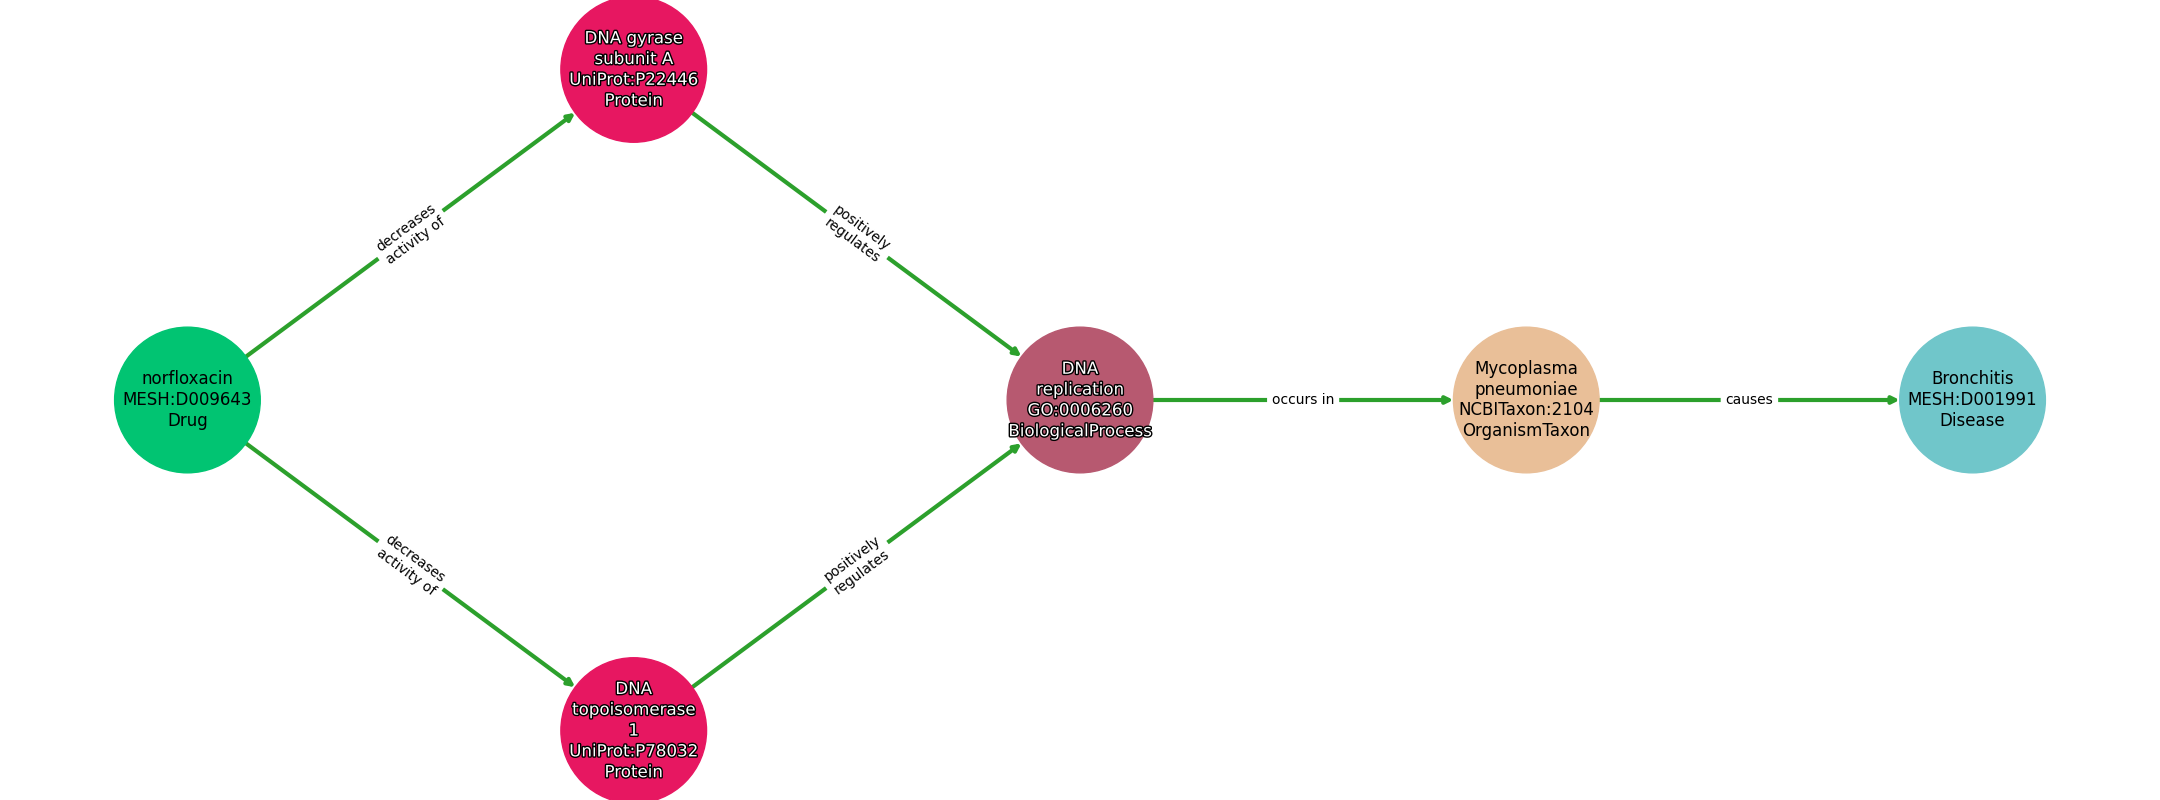 DNA gyrase
subunit A
UniProt:P22446
Protein
decreases
activity of
positively
regulates
norfloxacin
MESH:D009643
Drug
DNA
replication
GO:0006260
BiologicalProcess
occurs in
Mycoplasma
pneumoniae
NCBITaxon:2104
OrganismTaxon
causes
Bronchitis
MESH:D001991
Disease
decreases
activity of
positively
regulates
DNA
topoisomerase
1
UniProt:P78032
Protein